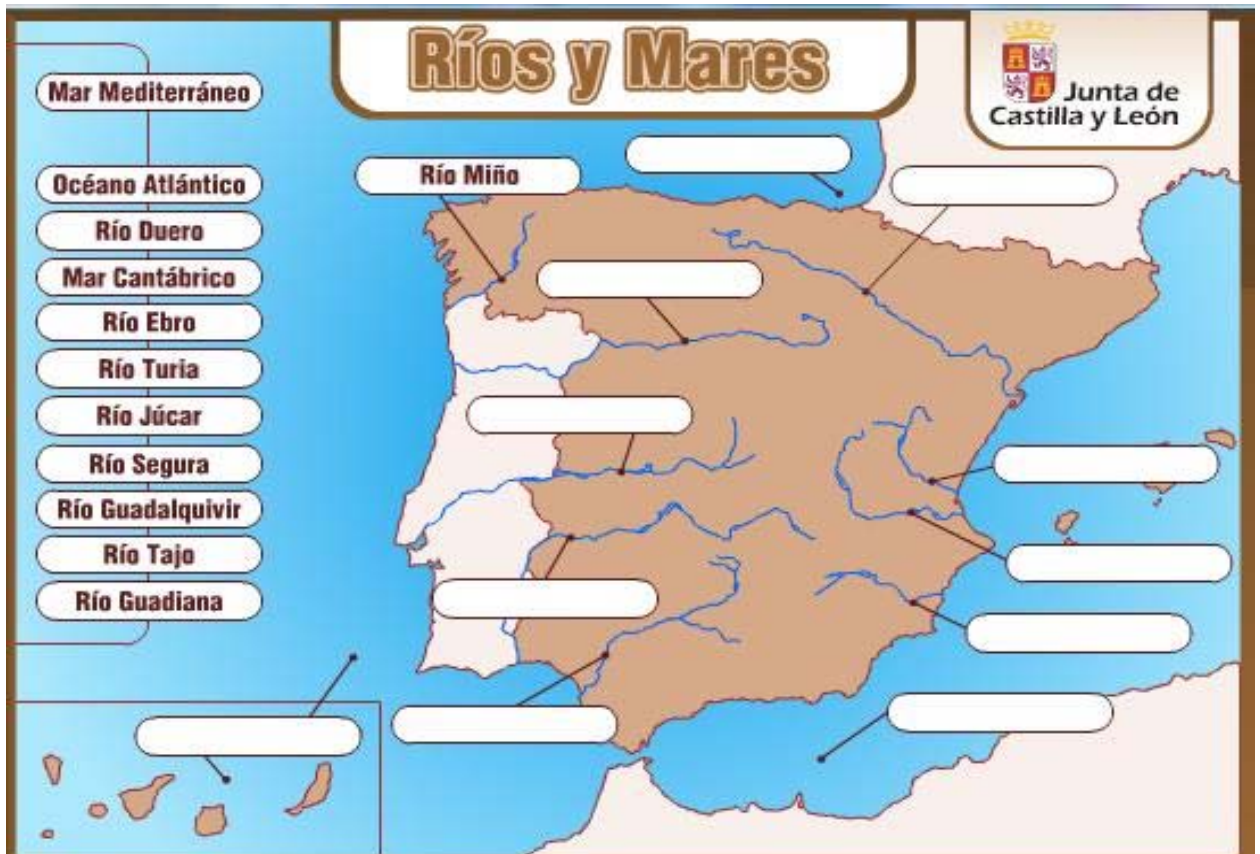 Ríos y Mares
Junta de
Castilla y León
Mar Mediterráneo
Océano Atlántico
Río Duero
Mar Cantábrico
Río Ebro
Río Turia
Río Júcar
Río Segura
Río Guadalquivir
Río Tajo
Río Guadiana
Río Miño